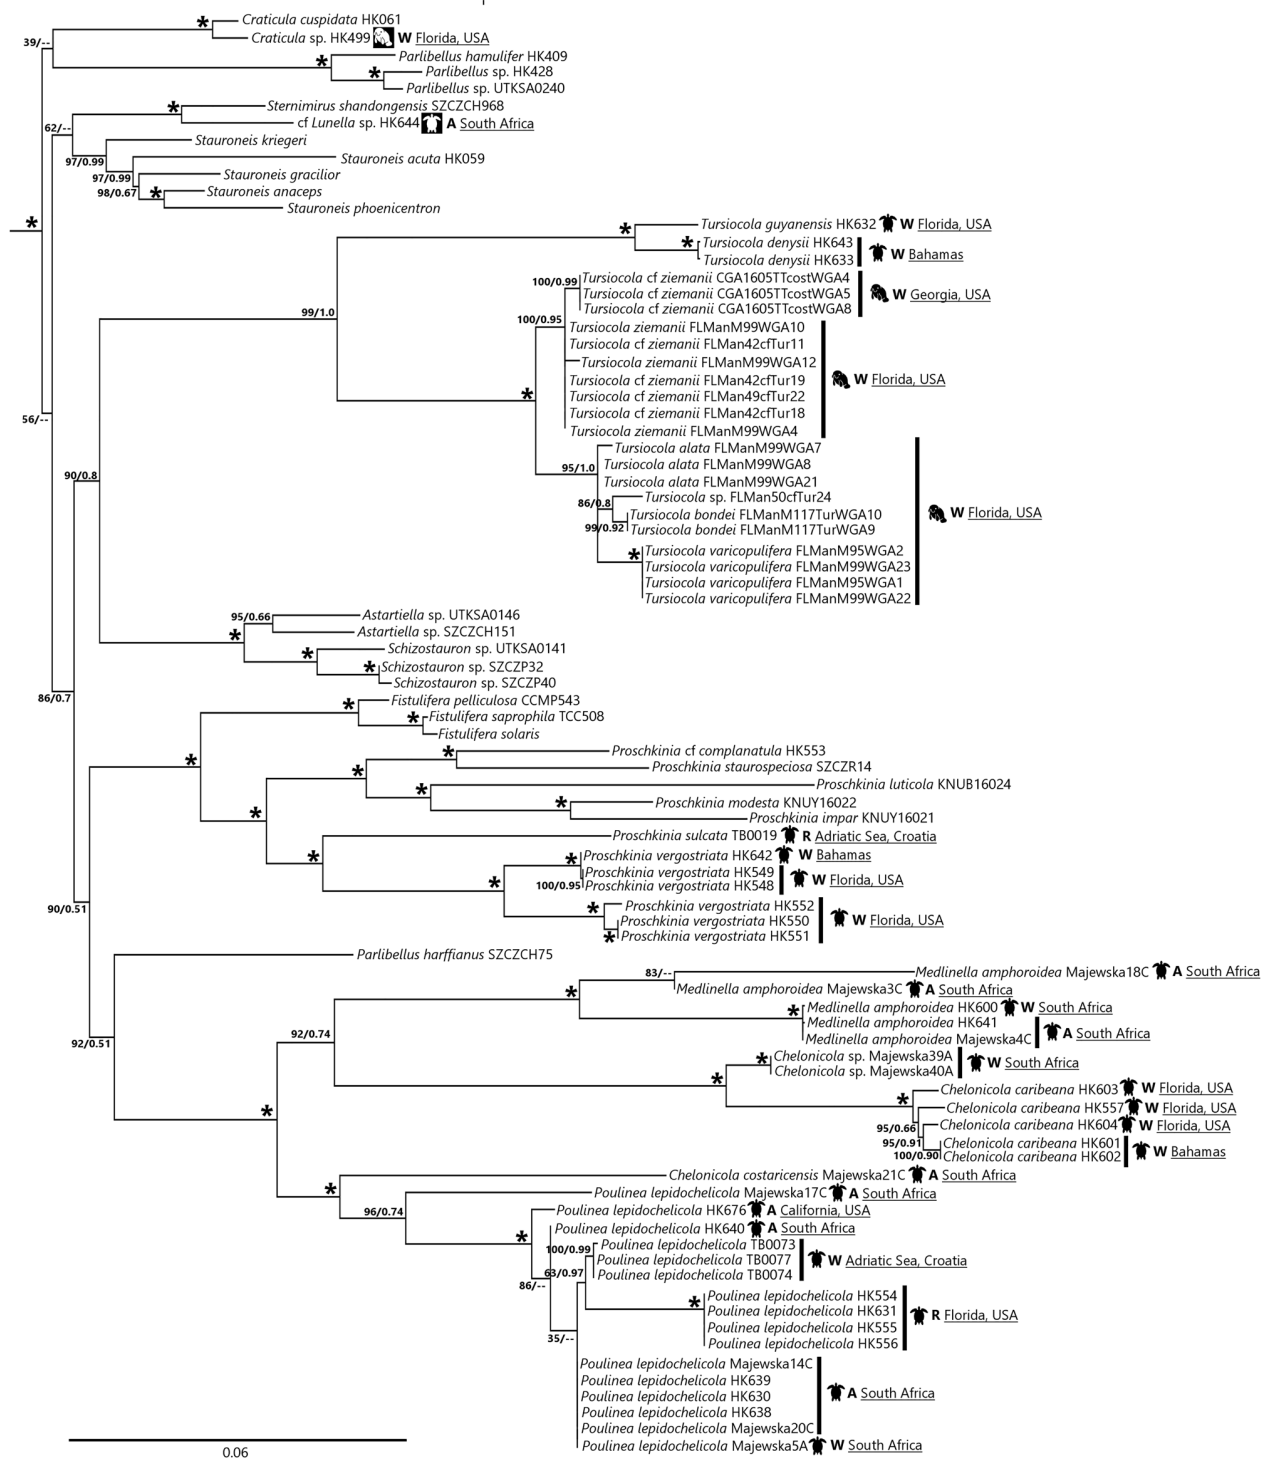 Craticula cuspidata HK061
39/--
Craticula sp. HK499 W Florida, USA
Parlibellus hamulifer HK409
Parlibellus sp. HK428
Parlibellus sp. UTKSA0240
Sternimirus shandongensis SZCZCH968
62/--
cf Lunella sp. HK644 A South Africa
Stauroneis kriegeri
97/0.99
Stauroneis acuta HK059
97/0.99
Stauroneis gracilior
98/0.67
Stauroneis anaceps
Stauroneis phoenicentron
Tursiocola guyanensis HK632 W Florida, USA
Tursiocola denysii HK643
Tursiocola denysii HK633
W Bahamas
99/1.0
100/0.99
Tursiocola cf ziemanii CGA1605TTcostWGA4
Tursiocola cf ziemanii CGA1605TTcostWGA5
Tursiocola cf ziemanii CGA1605TTcostWGA8
W Georgia, USA
100/0.95
Tursiocola ziemanii FLManM99WGA10
Tursiocola cf ziemanii FLMan42cfTur11
Tursiocola ziemanii FLManM99WGA12
Tursiocola cf ziemanii FLMan42cfTur19
Tursiocola cf ziemanii FLMan49cfTur22
Tursiocola cf ziemanii FLMan42cfTur18
Tursiocola ziemanii FLManM99WGA4
W Florida, USA
56/--
Tursiocola alata FLManM99WGA7
95/1.0
Tursiocola alata FLManM99WGA8
Tursiocola alata FLManM99WGA21
90/0.8
Tursiocola sp. FLMan50cfTur24
86/0.8
Tursiocola bondei FLManM117TurWGA10
99/0.92
Tursiocola bondei FLManM117TurWGA9
Tursiocola varicopulifera FLManM95WGA2
Tursiocola varicopulifera FLManM99WGA23
Tursiocola varicopulifera FLManM95WGA1
Tursiocola varicopulifera FLManM99WGA22
W Florida, USA
95/0.66
Astartiella sp. UTKSA0146
Astartiella sp. SZCZCH151
Schizostauron sp. UTKSA0141
Schizostauron sp. SZCZP32
Schizostauron sp. SZCZP40
86/0.7
Fistulifera pelliculosa CCMP543
Fistulifera saprophila TCC508
Fistulifera solaris
Proschkinia cf complanatula HK553
Proschkinia staurospeciosa SZCZR14
Proschkinia luticola KNUB16024
Proschkinia modesta KNUY16022
Proschkinia impar KNUY16021
Proschkinia sulcata TB0019 R Adriatic Sea, Croatia
Proschkinia vergostriata HK642 W Bahamas
Proschkinia vergostriata HK549
100/0.95
Proschkinia vergostriata HK548
W Florida, USA
90/0.51
Proschkinia vergostriata HK552
Proschkinia vergostriata HK550
Proschkinia vergostriata HK551
W Florida, USA
Parlibellus harffianus SZCZCH75
83/--
Medlinella amphoroidea Majewska18C A South Africa
Medlinella amphoroidea Majewska3C A South Africa
Medlinella amphoroidea HK600 W South Africa
Medlinella amphoroidea HK641
Medlinella amphoroidea Majewska4C
A South Africa
92/0.74
92/0.51
Chelonicola sp. Majewska39A
Chelonicola sp. Majewska40A
W South Africa
Chelonicola caribeana HK603 W Florida, USA
Chelonicola caribeana HK557 W Florida, USA
95/0.66
Chelonicola caribeana HK604 W Florida, USA
95/0.91
Chelonicola caribeana HK601
100/0.90
Chelonicola caribeana HK602
W Bahamas
Chelonicola costaricensis Majewska21C A South Africa
96/0.74
Poulinea lepidochelicola Majewska17C A South Africa
Poulinea lepidochelicola HK676 A California, USA
Poulinea lepidochelicola HK640 A South Africa
100/0.99
Poulinea lepidochelicola TB0073
Poulinea lepidochelicola TB0077
63/0.97
Poulinea lepidochelicola TB0074
W Adriatic Sea, Croatia
86/--
Poulinea lepidochelicola HK554
Poulinea lepidochelicola HK631
Poulinea lepidochelicola HK555
Poulinea lepidochelicola HK556
R Florida, USA
35/--
Poulinea lepidochelicola Majewska14C
Poulinea lepidochelicola HK639
Poulinea lepidochelicola HK630
Poulinea lepidochelicola HK638
Poulinea lepidochelicola Majewska20C
A South Africa
Poulinea lepidochelicola Majewska5A W South Africa
0.06